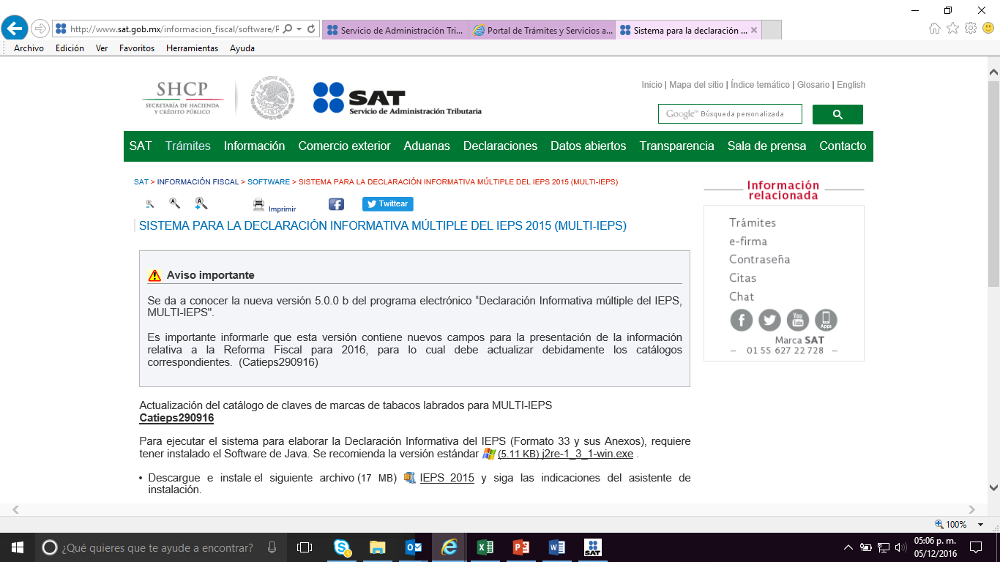 http://www.sat.gob.mx/informacion_fiscal/software/P
Servicio de Administración Tri...
Portal de Trámites y Servicios a...
Sistema para la declaración ...
Archivo Edición Ver Favoritos Herramientas Ayuda
SHCP
SECRETARÍA DE HACIENDA
Y CRÉDITO PÚBLICO
ESTADOS UNIDOS MEXICANOS
SAT
Servicio de Administración Tributaria
Inicio | Mapa del sitio | Índice temático | Glosario | English
Google™ Búsqueda personalizada
SAT Trámites Información Comercio exterior Aduanas Declaraciones Datos abiertos Transparencia Sala de prensa Contacto
SAT > INFORMACIÓN FISCAL > SOFTWARE > SISTEMA PARA LA DECLARACIÓN INFORMATIVA MÚLTIPLE DEL IEPS 2015 (MULTI-IEPS)
Imprimir
Twittear
SISTEMA PARA LA DECLARACIÓN INFORMATIVA MÚLTIPLE DEL IEPS 2015 (MULTI-IEPS)
Aviso importante
Se da a conocer la nueva versión 5.0.0 b del programa electrónico “Declaración Informativa múltiple del IEPS,
MULTI-IEPS".
Es importante informarle que esta versión contiene nuevos campos para la presentación de la información
relativa a la Reforma Fiscal para 2016, para lo cual debe actualizar debidamente los catálogos
correspondientes. (Catieps290916)
Actualización del catálogo de claves de marcas de tabacos labrados para MULTI-IEPS
Catieps290916
Para ejecutar el sistema para elaborar la Declaración Informativa del IEPS (Formato 33 y sus Anexos), requiere
tener instalado el Software de Java. Se recomienda la versión estándar (5.11 KB) j2re-1_3_1-win.exe .
• Descargue e instale el siguiente archivo (17 MB) IEPS 2015 y siga las indicaciones del asistente de
instalación.
Información
relacionada
Trámites
e-firma
Contraseña
Citas
Chat
You Tube
Apps
Marca SAT
– 01 55 627 22 728 –
100%
¿Qué quieres que te ayude a encontrar?
SAT
05:06 p. m.
05/12/2016